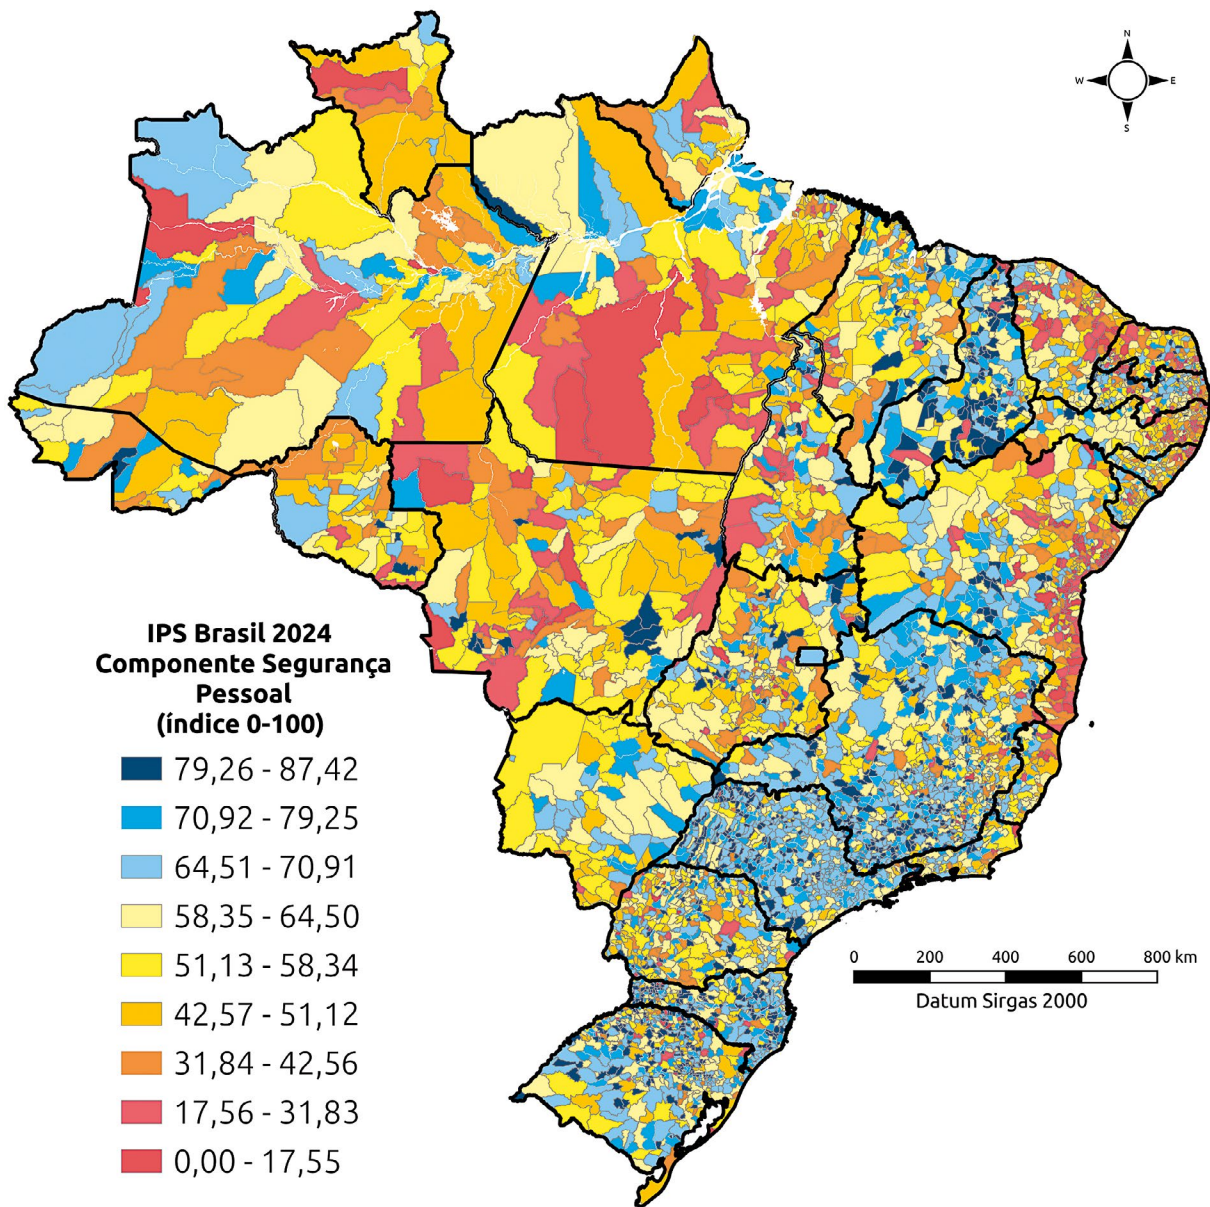 N
W E
S
IPS Brasil 2024
Componente Segurança
Pessoal
(índice 0-100)
79,26 - 87,42
70,92 - 79,25
64,51 - 70,91
58,35 - 64,50
51,13 - 58,34
42,57 - 51,12
31,84 - 42,56
17,56 - 31,83
0,00 - 17,55
0 200 400 600 800 km
Datum Sirgas 2000